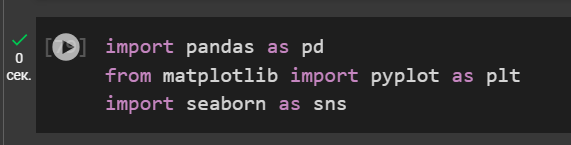 import pandas as pd
from matplotlib import pyplot as plt
import seaborn as sns
0
сек.